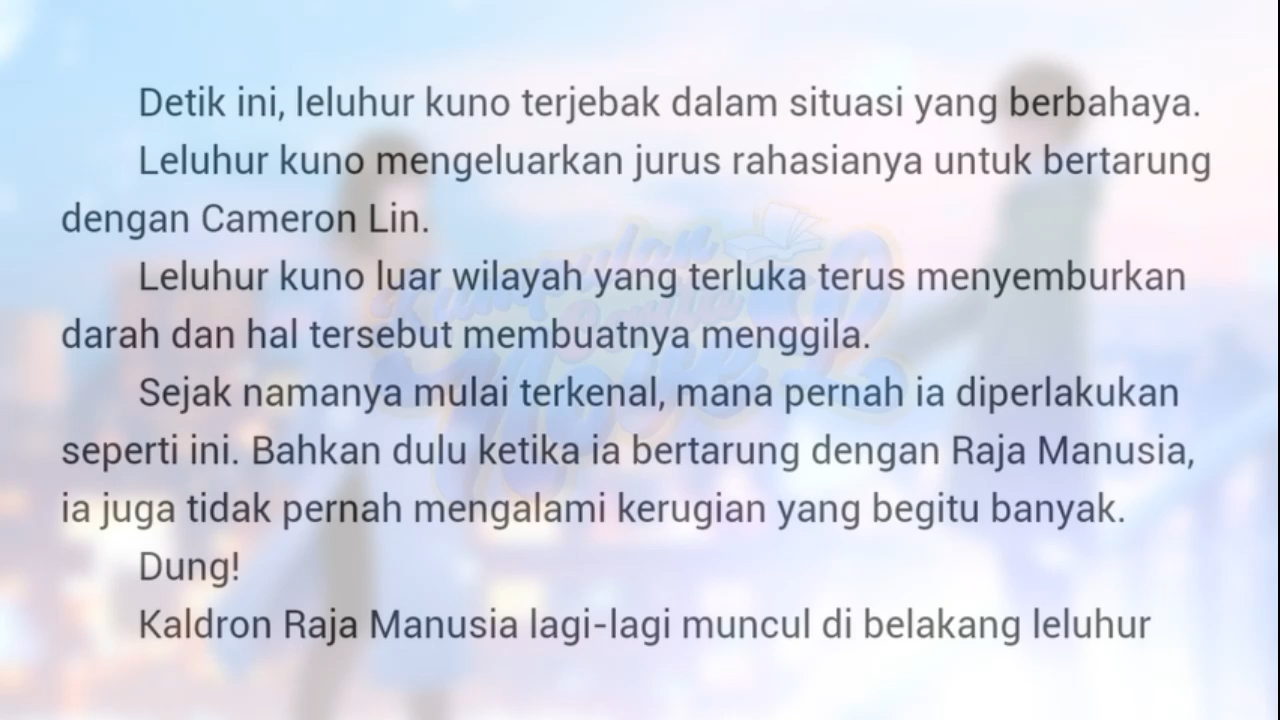 Detik ini, leluhur kuno terjebak dalam situasi yang berbahaya.
Leluhur kuno mengeluarkan jurus rahasianya untuk bertarung
dengan Cameron Lin.
Leluhur kuno luar wilayah yang terluka terus menyemburkan
darah dan hal tersebut membuatnya menggila.
Sejak namanya mulai terkenal, mana pernah ia diperlakukan
seperti ini. Bahkan dulu ketika ia bertarung dengan Raja Manusia,
ia juga tidak pernah mengalami kerugian yang begitu banyak.
Dung!
Kaldron Raja Manusia lagi-lagi muncul di belakang leluhur